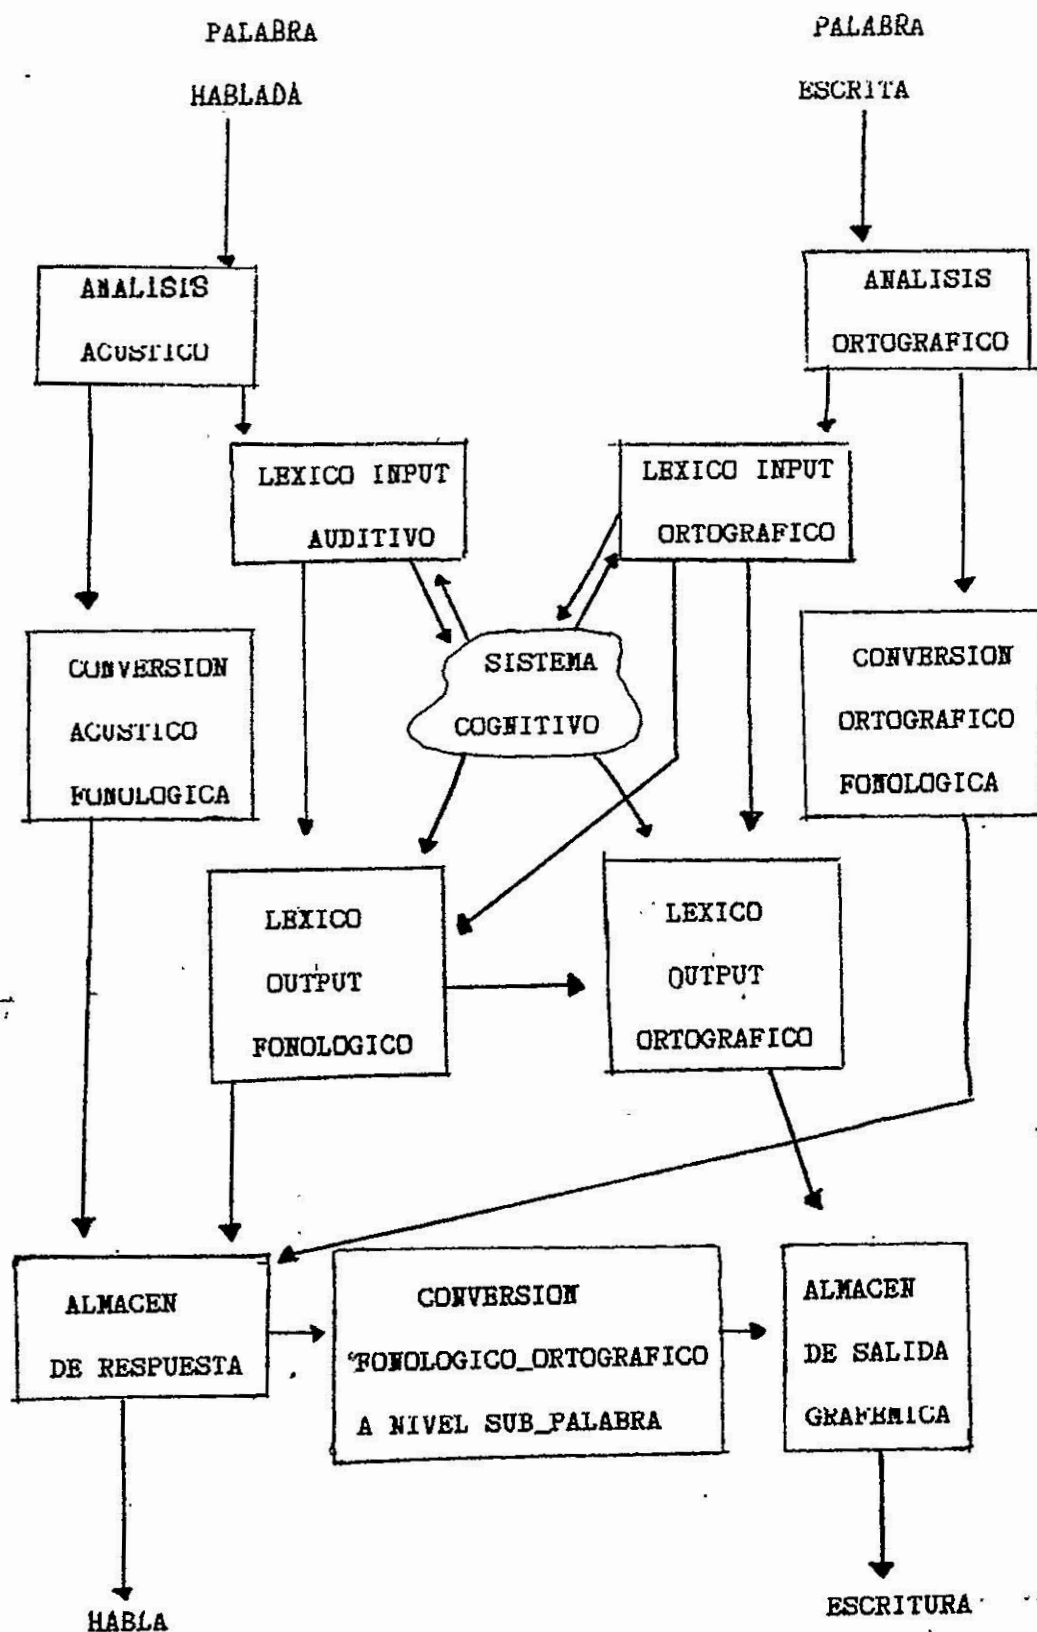 PALABRA
HABLADA
PALABRA
ESCRITA
ANALISIS
ACUSTICO
ANALISIS
ORTOGRAFICO
LEXICO INPUT
AUDITIVO
LEXICO INPUT
ORTOGRAFICO
CONVERSION
ACUSTICO
FONOLOGICA
SISTEMA
COGNITIVO
CONVERSION
ORTOGRAFICO
FONOLOGICA
LEXICO
OUTPUT
FONOLOGICO
LEXICO
OUTPUT
ORTOGRAFICO
ALMACEN
DE RESPUESTA
CONVERSION
FONOLOGICO_ORTOGRAFICO
A NIVEL SUB_PALABRA
ALMACEN
DE SALIDA
GRAFEMICA
HABLA
ESCRITURA